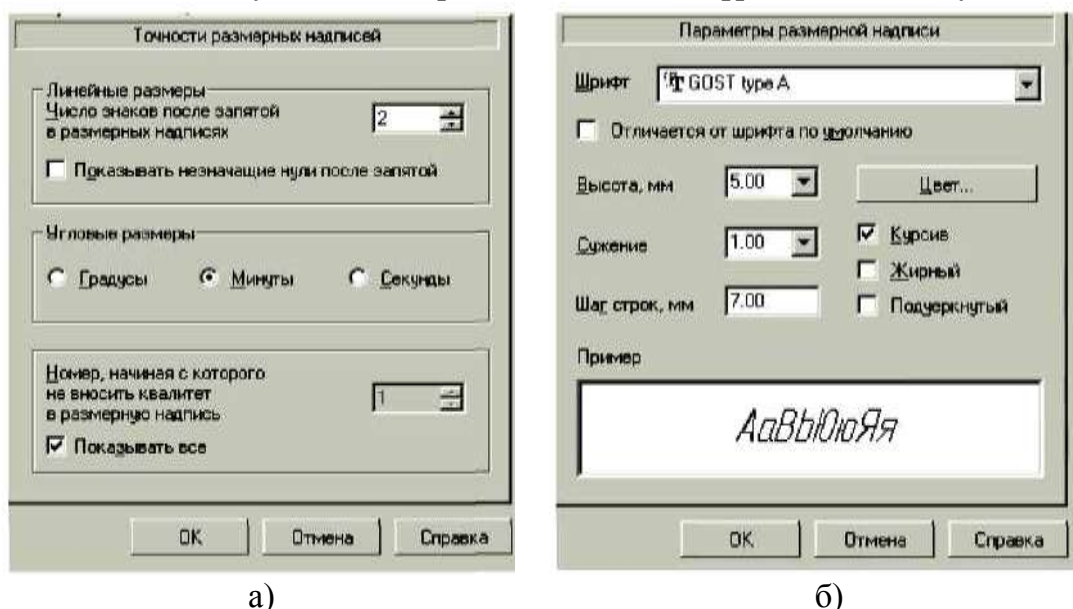 Точности размерных надписей
Линейные размеры
Число знаков после запятой
в размерных надписях
2
Показывать незначащие нули после запятой
Угловые размеры
Градусы
Минуты
Секунды
Номер, начиная с которого
не вносить квалитет
в размерную надпись
1
Показывать все
OK
Отмена
Справка
а)
Параметры размерной надписи
Шрифт
GOST type A
Отличается от шрифта по умолчанию
Высота, мм
5.00
Цвет...
Сужение
1.00
Курсив
Жирный
Шаг строк, мм
7.00
Подчеркнутый
Пример
АаВbЮюЯя
OK
Отмена
Справка
б)